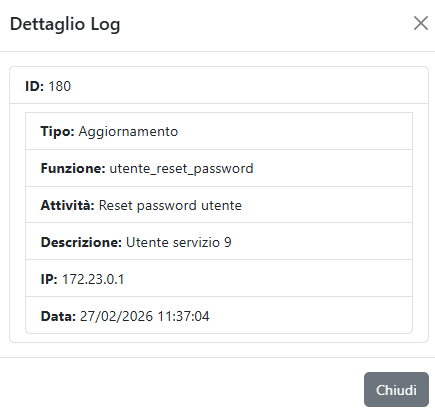 Dettaglio Log
ID: 180
Tipo: Aggiornamento
Funzione: utente_reset_password
Attività: Reset password utente
Descrizione: Utente servizio 9
IP: 172.23.0.1
Data: 27/02/2026 11:37:04
Chiudi